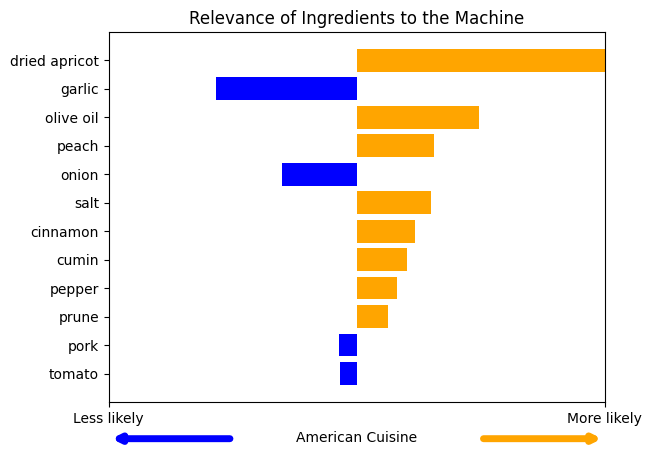 Relevance of Ingredients to the Machine
dried apricot
garlic
olive oil
peach
onion
salt
cinnamon
cumin
pepper
prune
pork
tomato
Less likely
More likely
American Cuisine